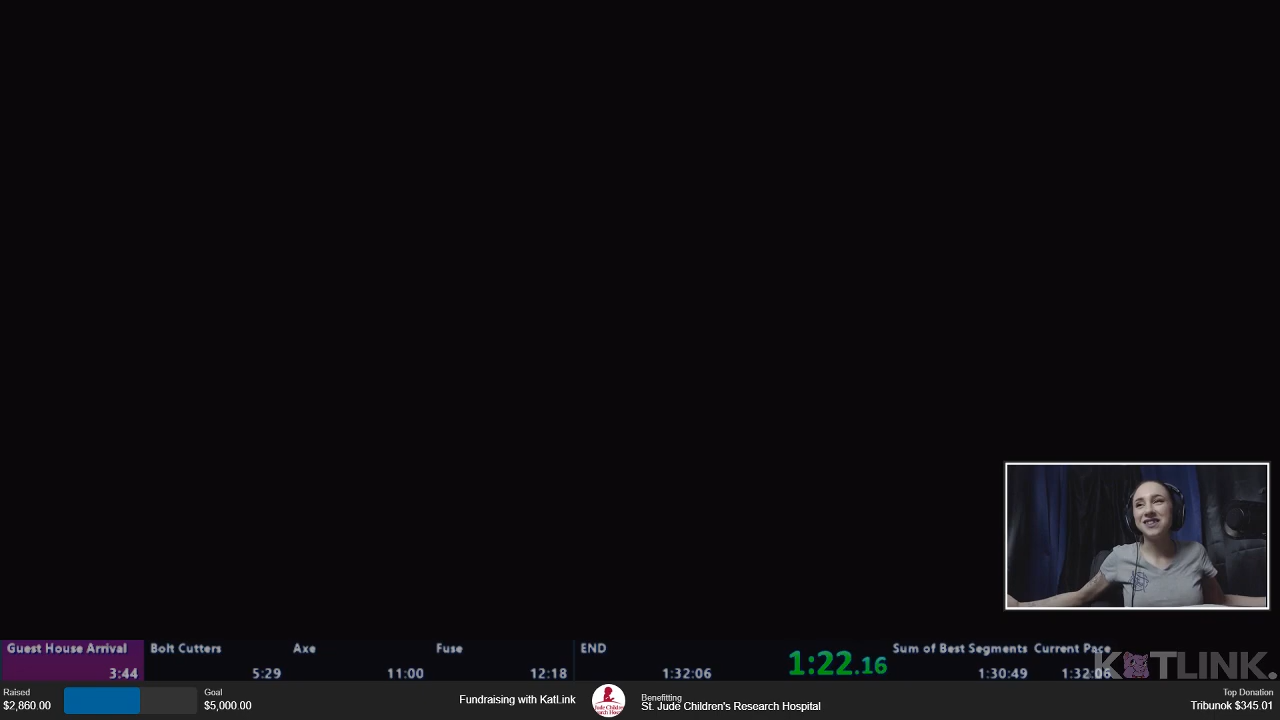 Guest House Arrival
3:44
Bolt Cutters
5:29
Axe
11:00
Fuse
12:18
END
1:32:06
1:22.16
Sum of Best Segments
1:30:49
Current Pace
1:32:06
KATLINK.
Raised
$2,860.00
Goal
$5,000.00
Fundraising with KatLink
Benefitting
St. Jude Children's Research Hospital
Top Donation
Tribunok $345.01